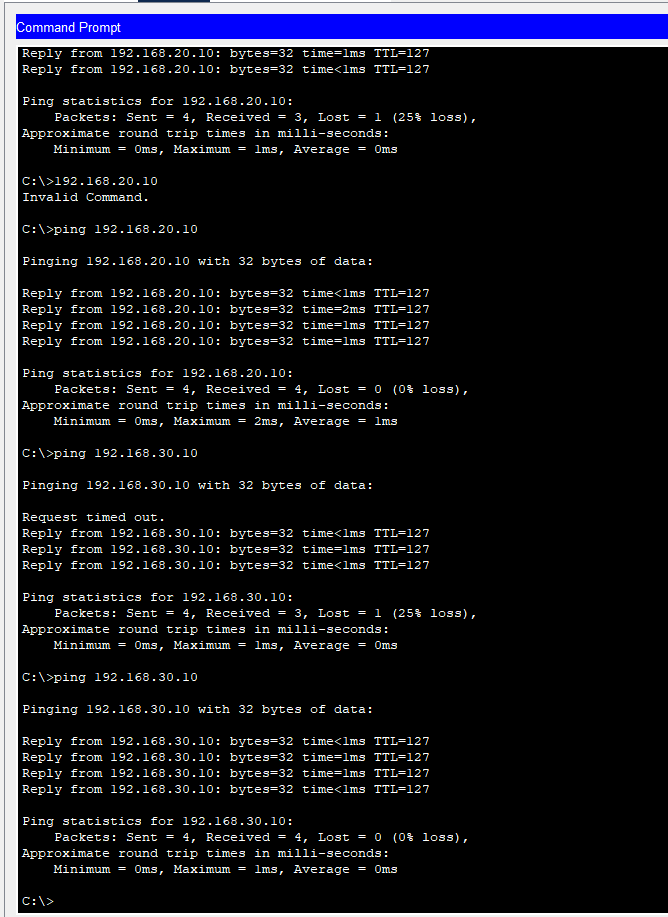 Command Prompt
Reply from 192.168.20.10: bytes=32 time=1ms TTL=127
Reply from 192.168.20.10: bytes=32 time<1ms TTL=127

Ping statistics for 192.168.20.10:
    Packets: Sent = 4, Received = 3, Lost = 1 (25% loss),
Approximate round trip times in milli-seconds:
    Minimum = 0ms, Maximum = 1ms, Average = 0ms

C:\>192.168.20.10
Invalid Command.

C:\>ping 192.168.20.10

Pinging 192.168.20.10 with 32 bytes of data:

Reply from 192.168.20.10: bytes=32 time<1ms TTL=127
Reply from 192.168.20.10: bytes=32 time=2ms TTL=127
Reply from 192.168.20.10: bytes=32 time=1ms TTL=127
Reply from 192.168.20.10: bytes=32 time=1ms TTL=127

Ping statistics for 192.168.20.10:
    Packets: Sent = 4, Received = 4, Lost = 0 (0% loss),
Approximate round trip times in milli-seconds:
    Minimum = 0ms, Maximum = 2ms, Average = 1ms

C:\>ping 192.168.30.10

Pinging 192.168.30.10 with 32 bytes of data:

Request timed out.
Reply from 192.168.30.10: bytes=32 time<1ms TTL=127
Reply from 192.168.30.10: bytes=32 time=1ms TTL=127
Reply from 192.168.30.10: bytes=32 time<1ms TTL=127

Ping statistics for 192.168.30.10:
    Packets: Sent = 4, Received = 3, Lost = 1 (25% loss),
Approximate round trip times in milli-seconds:
    Minimum = 0ms, Maximum = 1ms, Average = 0ms

C:\>ping 192.168.30.10

Pinging 192.168.30.10 with 32 bytes of data:

Reply from 192.168.30.10: bytes=32 time<1ms TTL=127
Reply from 192.168.30.10: bytes=32 time=1ms TTL=127
Reply from 192.168.30.10: bytes=32 time=1ms TTL=127
Reply from 192.168.30.10: bytes=32 time<1ms TTL=127

Ping statistics for 192.168.30.10:
    Packets: Sent = 4, Received = 4, Lost = 0 (0% loss),
Approximate round trip times in milli-seconds:
    Minimum = 0ms, Maximum = 1ms, Average = 0ms

C:\>